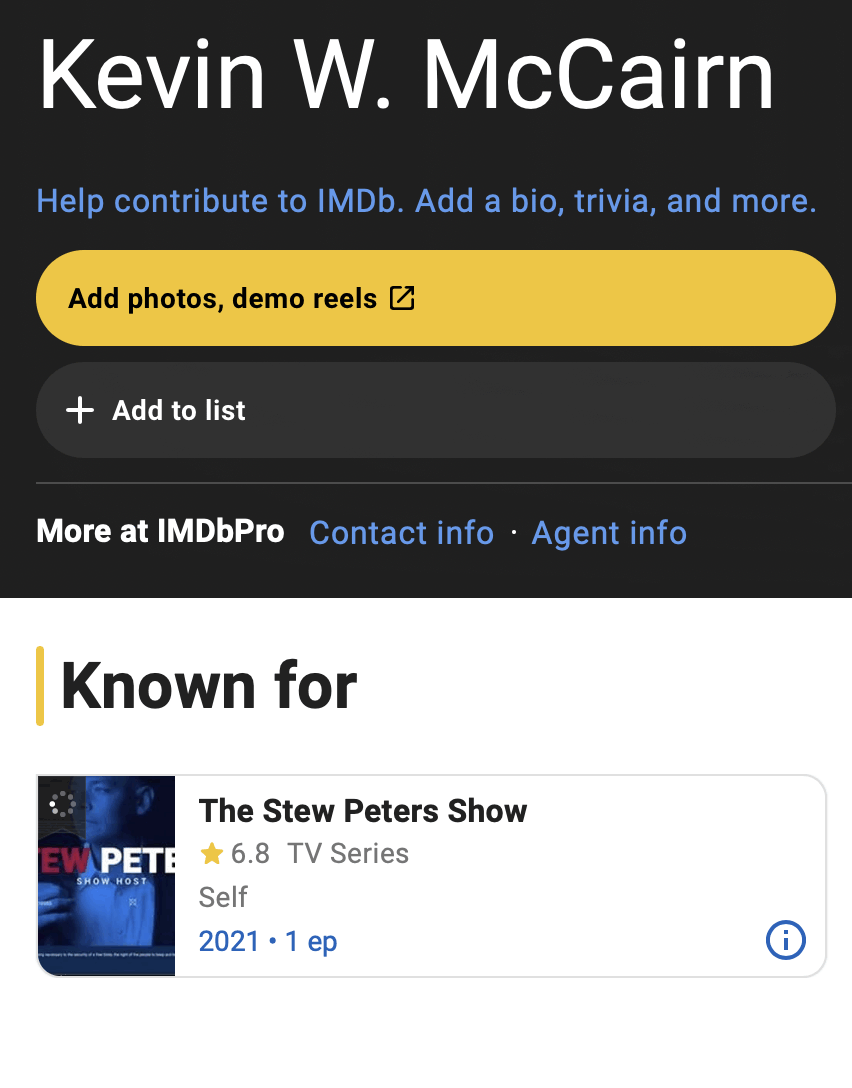 Kevin W. McCairn
Help contribute to IMDb. Add a bio, trivia, and more.
Add photos, demo reels
Add to list
More at IMDbPro Contact info · Agent info
Known for
EW PETE
SHOW HOST
The Stew Peters Show
6.8 TV Series
Self
2021 • 1 ep